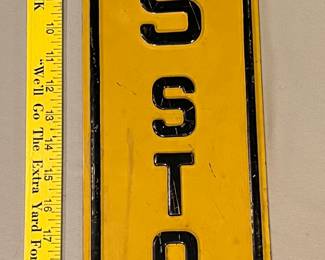 K
"We'll Go The Extra Yard For
10
11
12
13
14
15
16
17
S
S
T
O